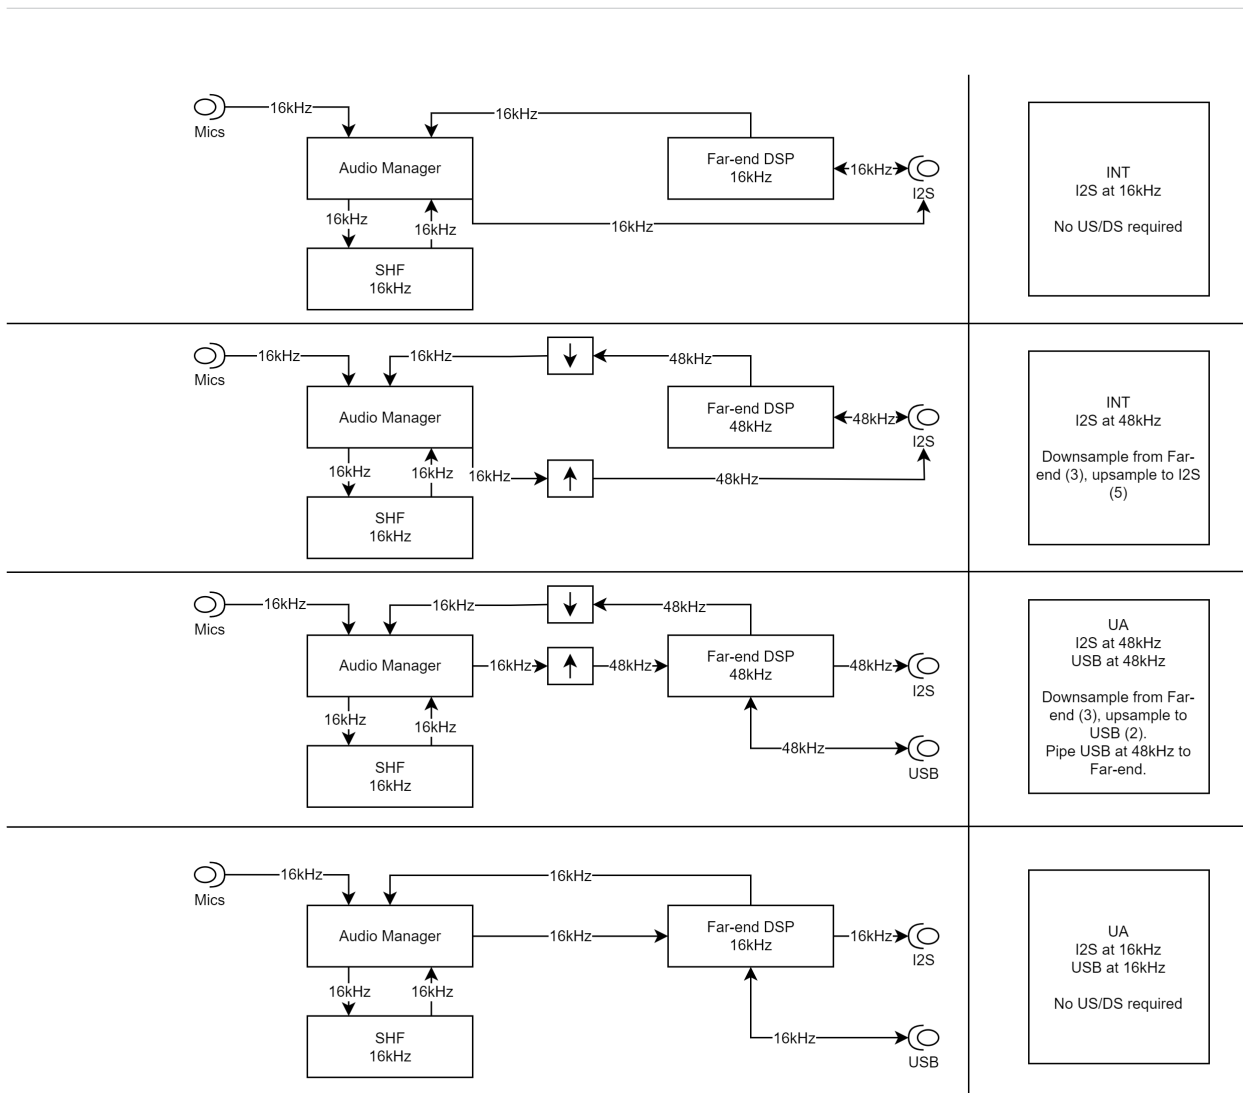 16kHz
Mics
16kHz
Audio Manager
Far-end DSP
16kHz
16kHz
I2S
16kHz
16kHz
16kHz
SHF
16kHz
INT
I2S at 16kHz
No US/DS required
16kHz
Mics
16kHz
48kHz
Audio Manager
Far-end DSP
48kHz
48kHz
I2S
16kHz
16kHz
16kHz
48kHz
SHF
16kHz
INT
I2S at 48kHz
Downsample from Far-
end (3), upsample to I2S
(5)
16kHz
Mics
16kHz
48kHz
Audio Manager
16kHz
48kHz
Far-end DSP
48kHz
48kHz
I2S
16kHz
16kHz
48kHz
USB
SHF
16kHz
UA
I2S at 48kHz
USB at 48kHz
Downsample from Far-
end (3), upsample to
USB (2).
Pipe USB at 48kHz to
Far-end.
16kHz
Mics
16kHz
Audio Manager
16kHz
Far-end DSP
16kHz
16kHz
I2S
16kHz
16kHz
16kHz
USB
SHF
16kHz
UA
I2S at 16kHz
USB at 16kHz
No US/DS required